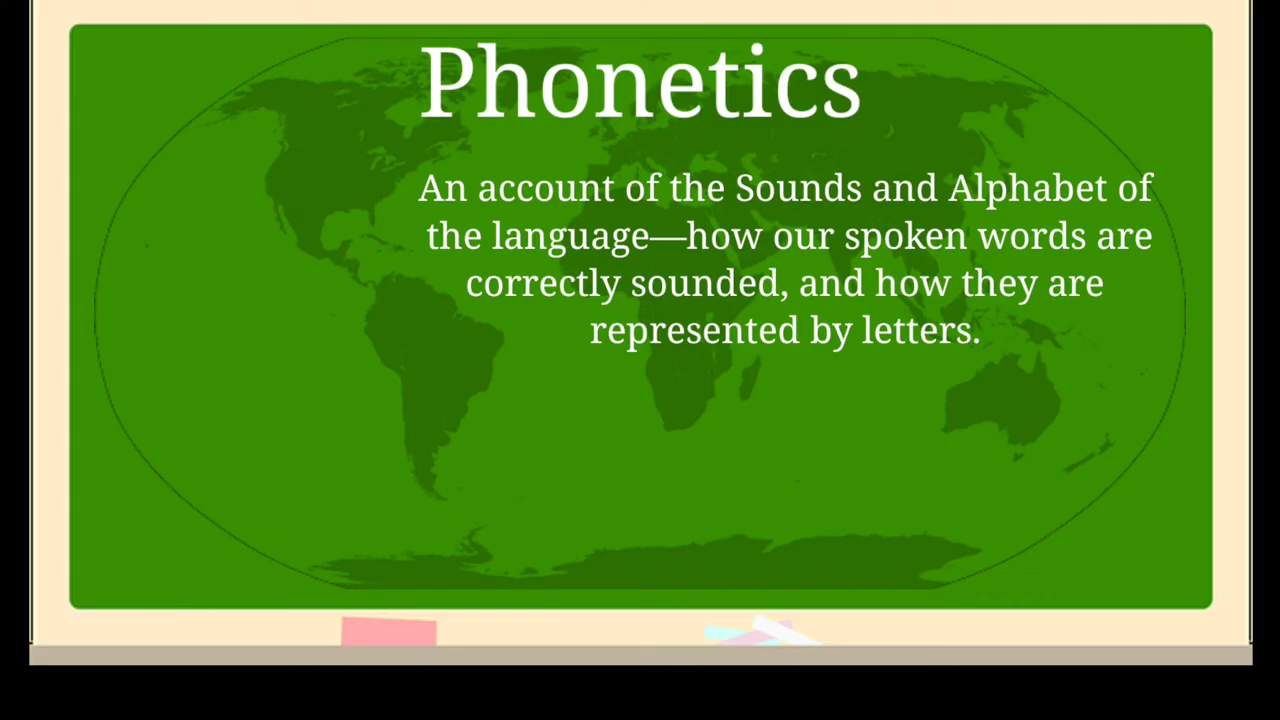 Phonetics
An account of the Sounds and Alphabet of
the language—how our spoken words are
correctly sounded, and how they are
represented by letters.